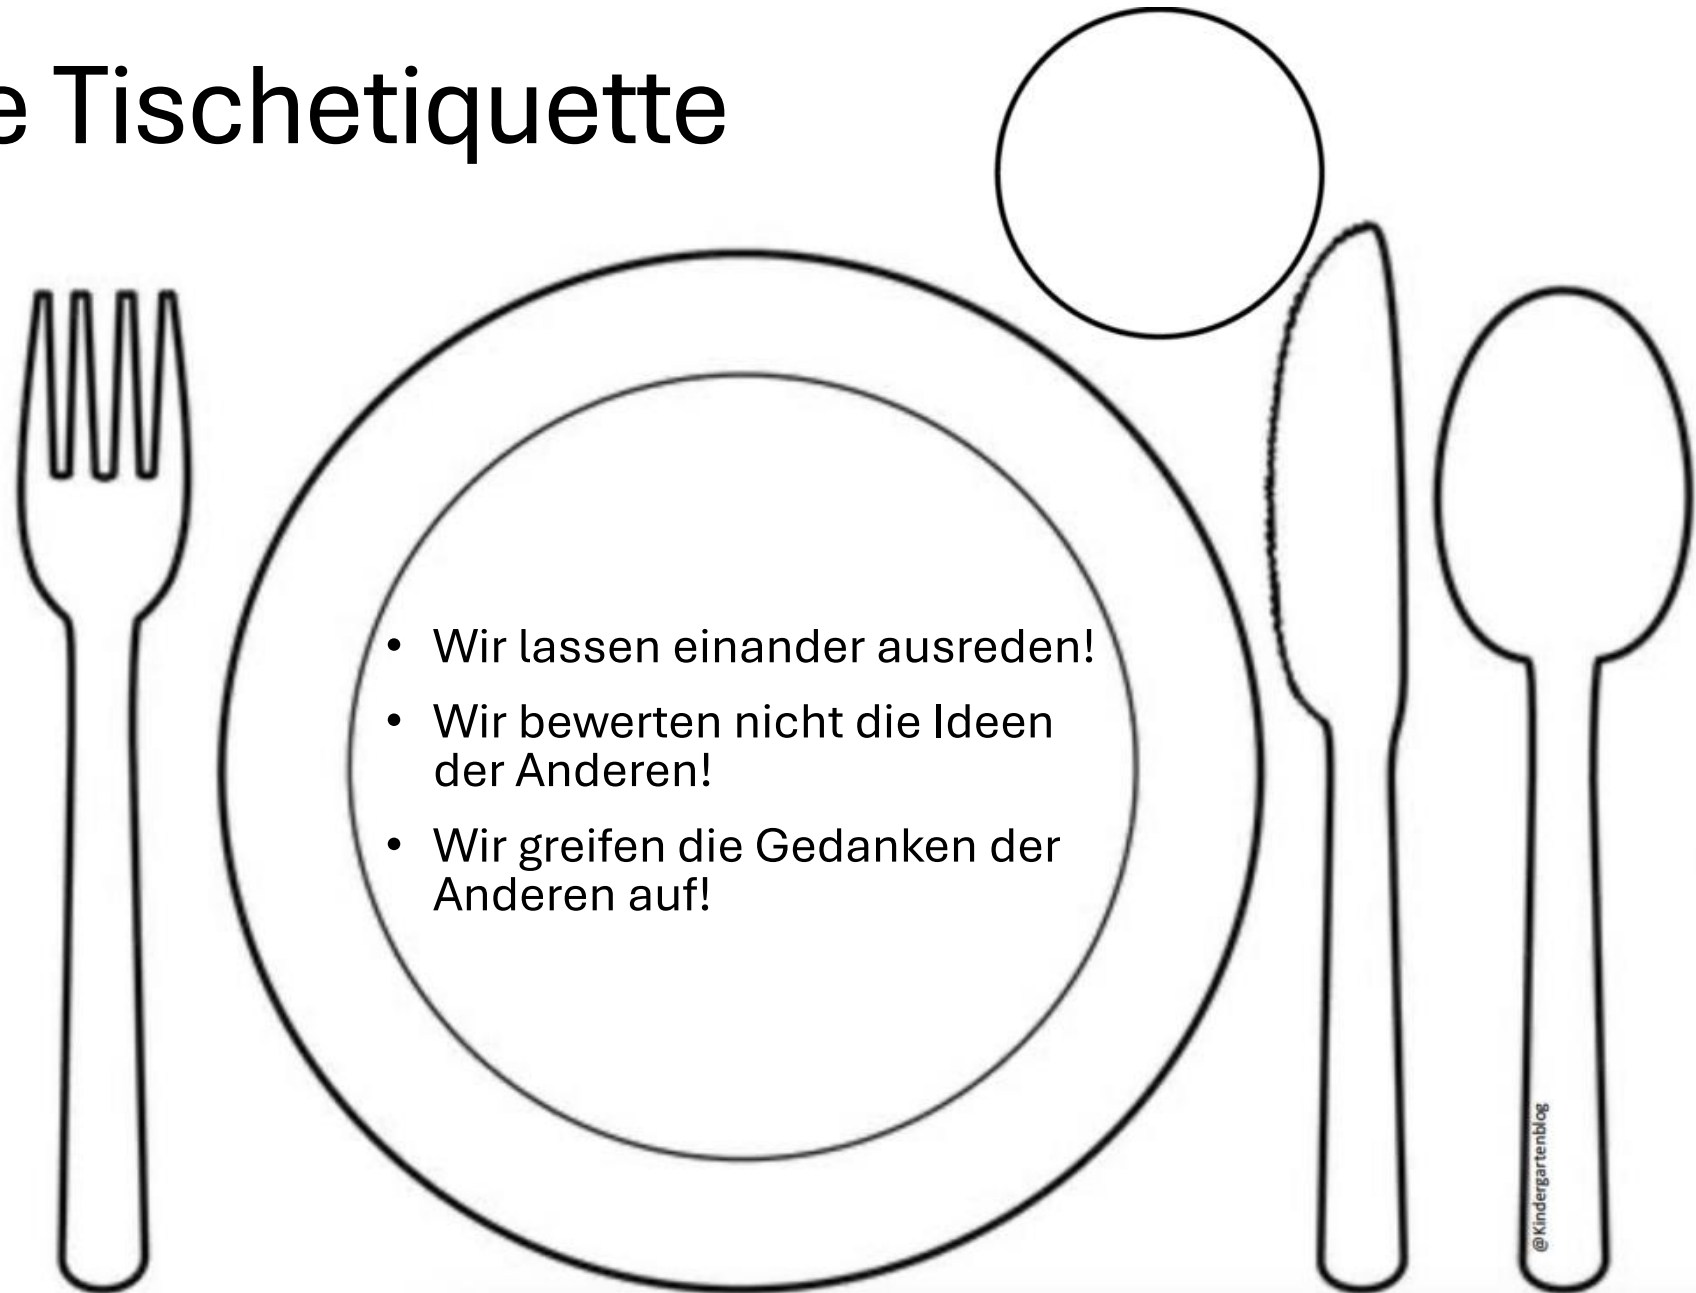 e Tischetiquette
• Wir lassen einander ausreden!
• Wir bewerten nicht die Ideen
der Anderen!
• Wir greifen die Gedanken der
Anderen auf!
@Kindergartenblog